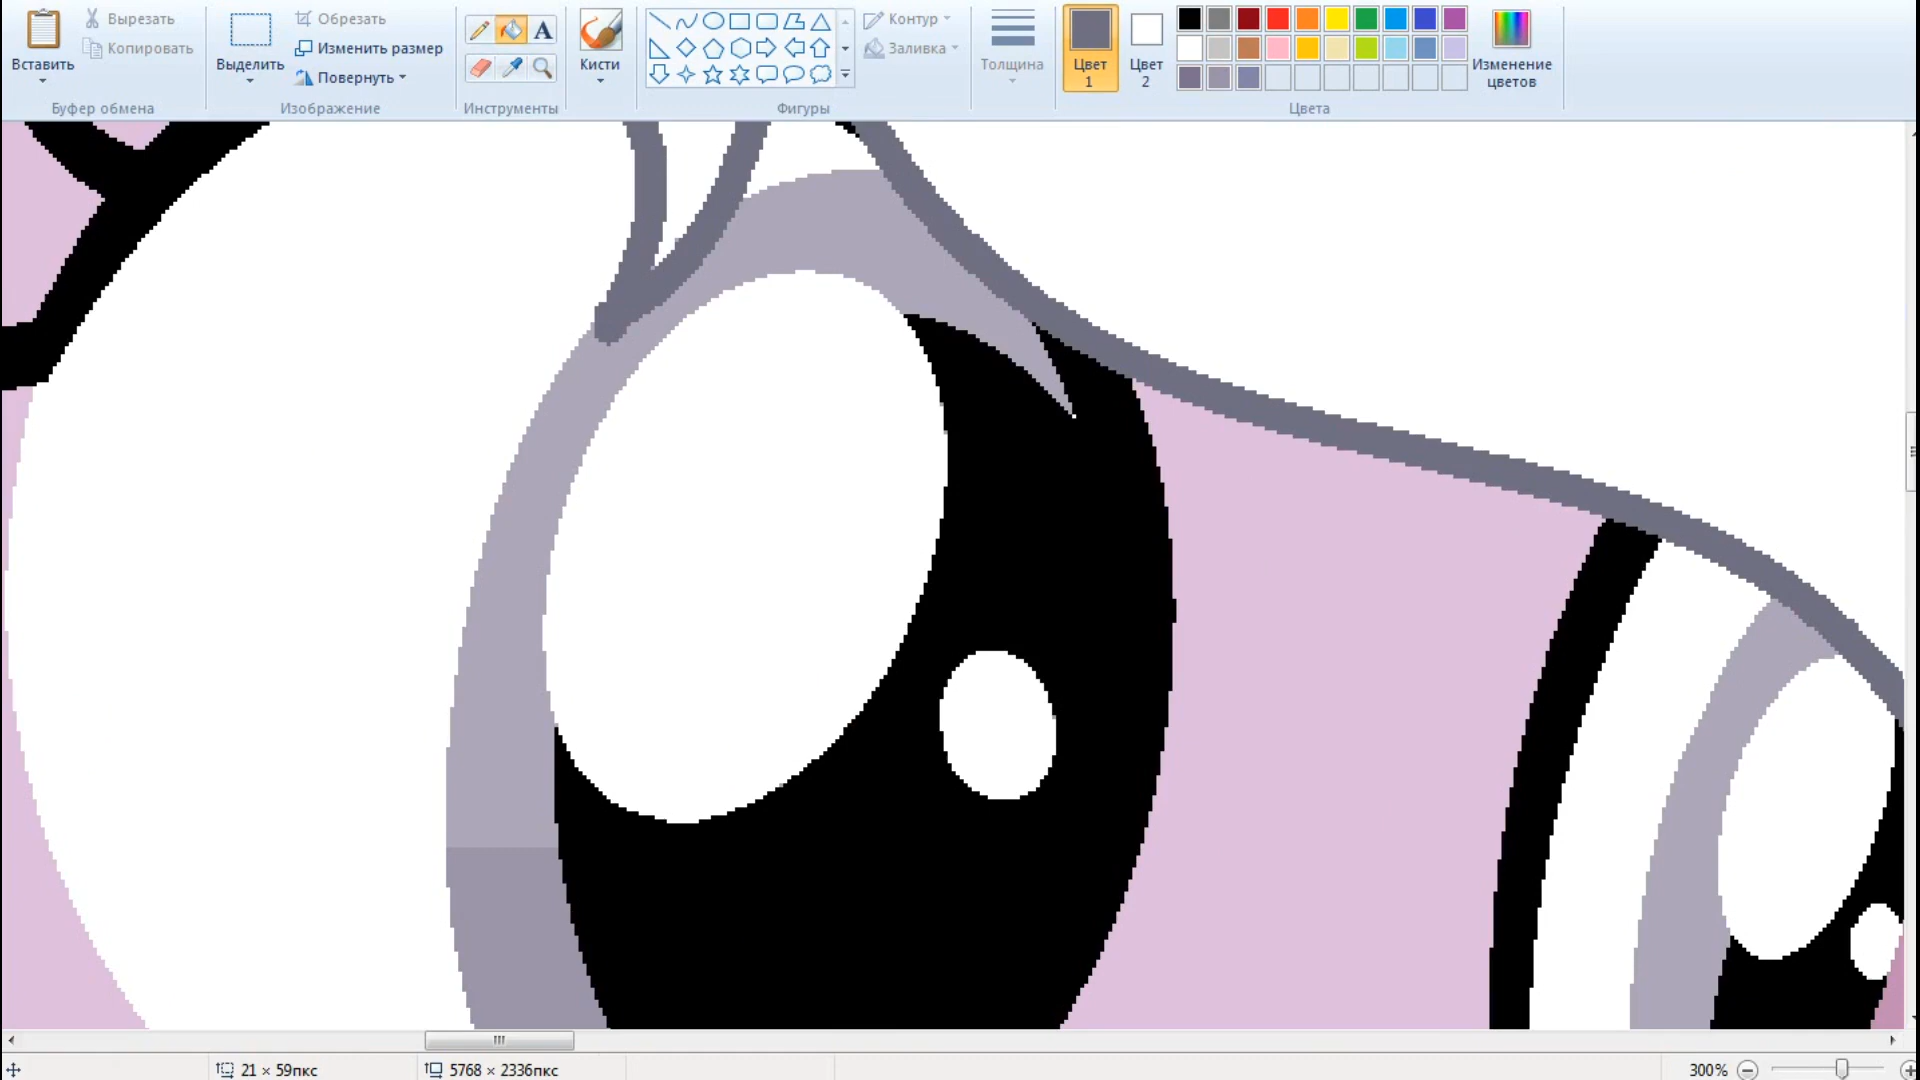 Вставить
Вырезать
Копировать
Буфер обмена
Выделить
Обрезать
Изменить размер
Повернуть
Изображение
A
Инструменты
Кисти
Контур
Заливка
Фигуры
Толщина
Цвет
1
Цвет
2
Изменение
цветов
Цвета
21 × 59пкс
5768 × 2336пкс
300%